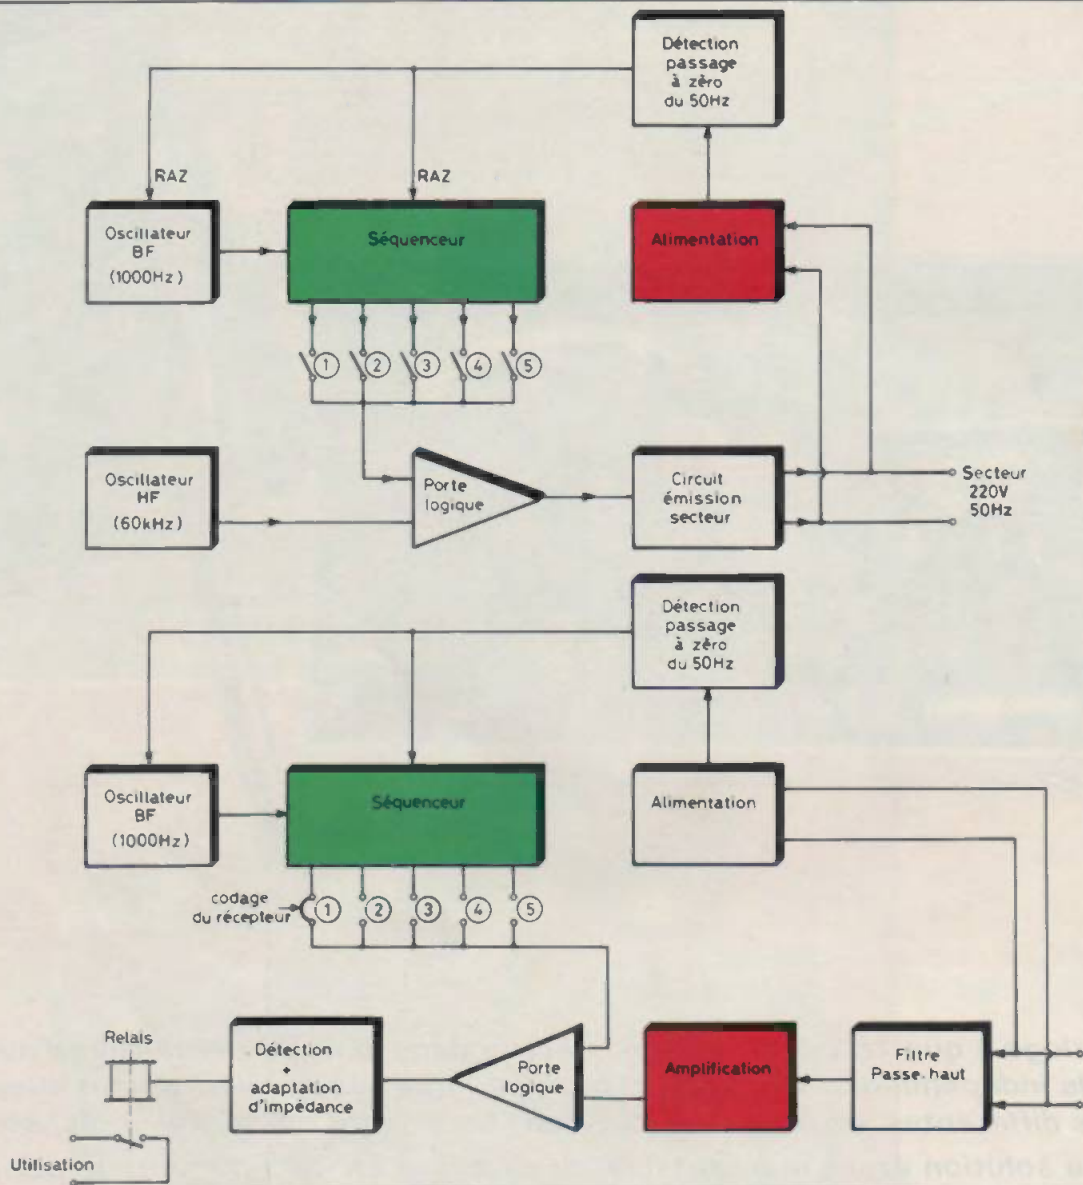 Détection
passage
à zéro
du 50Hz
RAZ
RAZ
Oscillateur
BF
(1000Hz)
Séquenceur
Alimentation
1
2
3
4
5
Oscillateur
HF
(60kHz)
Porte
logique
Circuit
émission
secteur
Secteur
220V
50Hz
Détection
passage
à zéro
du 50Hz
Oscillateur
BF
(1000Hz)
Séquenceur
Alimentation
codage
du récepteur
1
2
3
4
5
Relais
Détection
+
adaptation
d'impédance
Porte
logique
Amplification
Filtre
Passe. haut
Utilisation